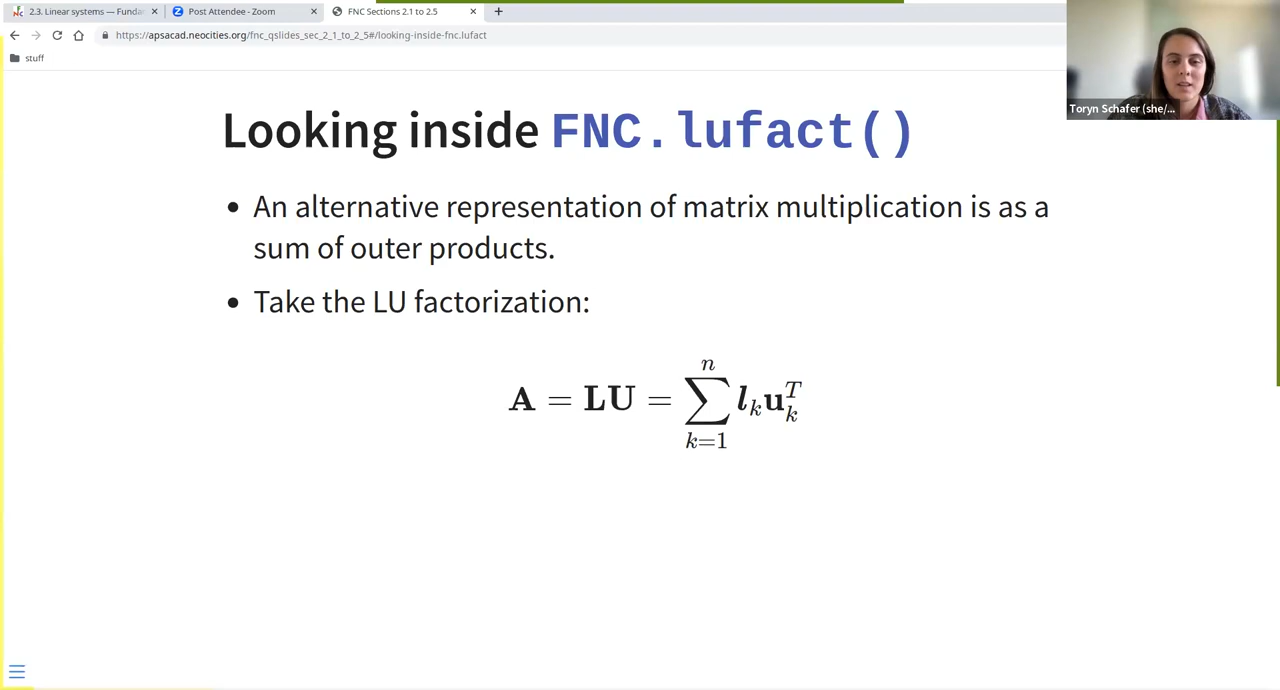 2.3. Linear systems — Funda
Post Attendee - Zoom
FNC Sections 2.1 to 2.5
https://apsacad.neocities.org/fnc_qslides_sec_2_1_to_2_5#/looking-inside-fnc.lufact
stuff
Toryn Schafer (she/...
Looking inside FNC.lufact()
• An alternative representation of matrix multiplication is as a
sum of outer products.
• Take the LU factorization:
A = LU = ∑_{k=1}^{n} l_k u_k^T